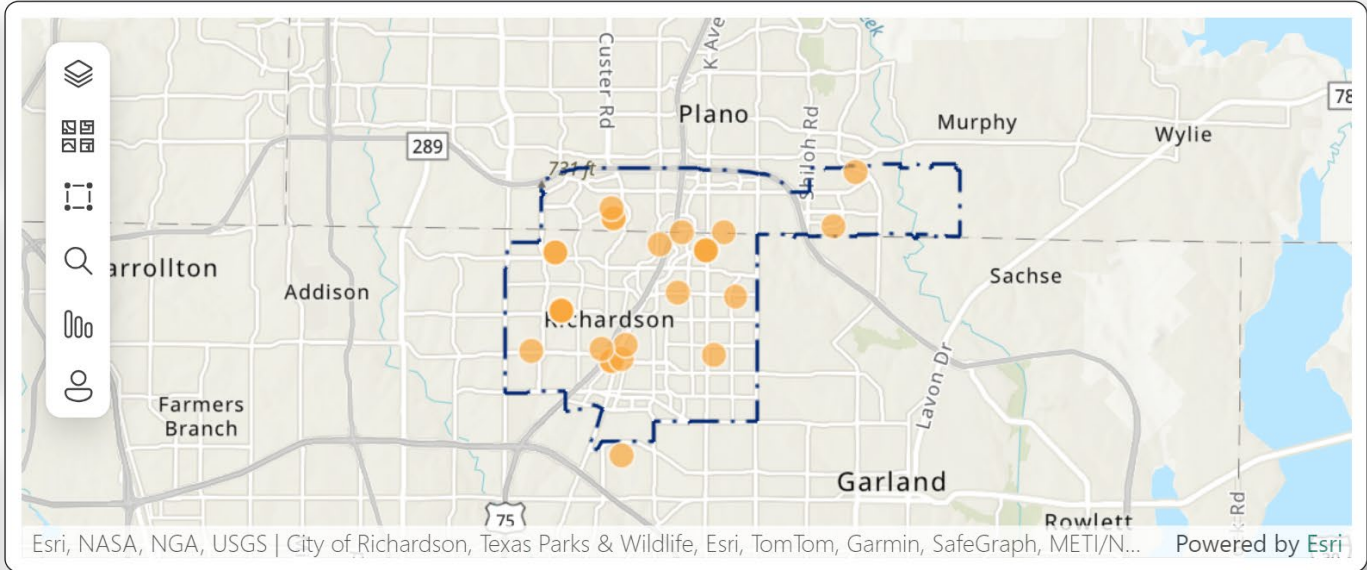 Custer Rd
K Ave
Plano
Shiloh Rd
Murphy
Wylie
78
289
721 ft
arrollton
Addison
Richardson
Sachse
Lavon Dr
Farmers
Branch
Garland
75
Rowlett
Rd
Esri, NASA, NGA, USGS | City of Richardson, Texas Parks & Wildlife, Esri, TomTom, Garmin, SafeGraph, METI/N... Powered by Esri